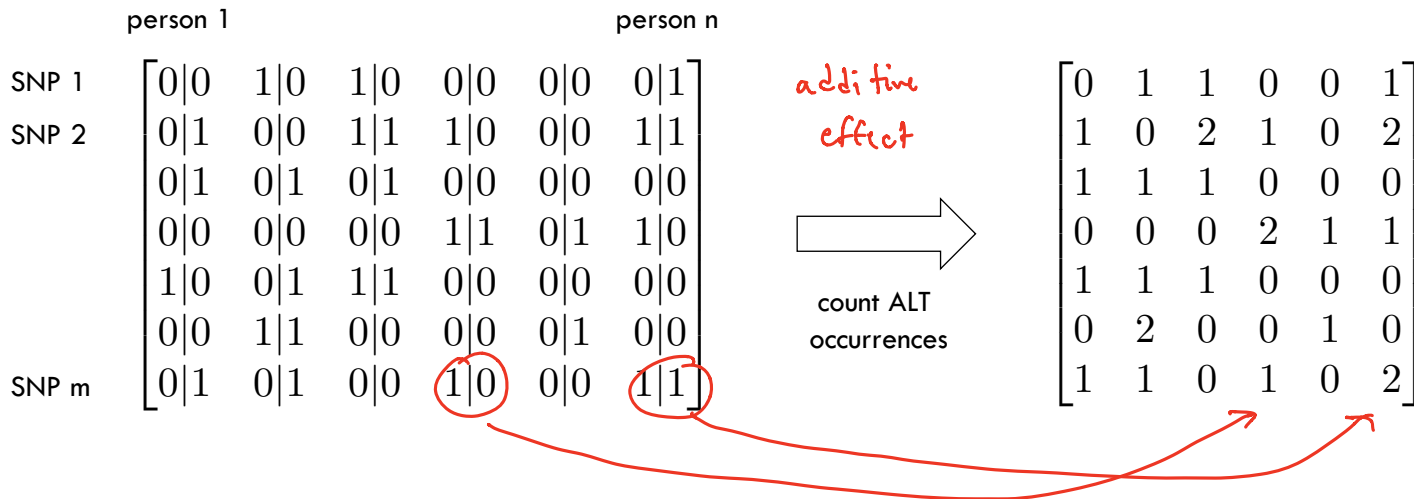 person 1 person n
SNP 1 0|0 1|0 1|0 0|0 0|0 0|1 additive 0 1 1 0 0 1
SNP 2 0|1 0|0 1|1 1|0 0|0 1|1 effect 1 0 2 1 0 2
0|1 0|1 0|1 0|0 0|0 0|0 1 1 1 0 0 0
0|0 0|0 0|0 1|1 0|1 1|0 0 0 0 2 1 1
1|0 0|1 1|1 0|0 0|0 0|0 count ALT 1 1 1 0 0 0
0|0 1|1 0|0 0|0 0|1 0|0 occurrences 0 2 0 0 1 0
SNP m 0|1 0|1 0|0 1|0 0|0 1|1 1 1 0 1 0 2